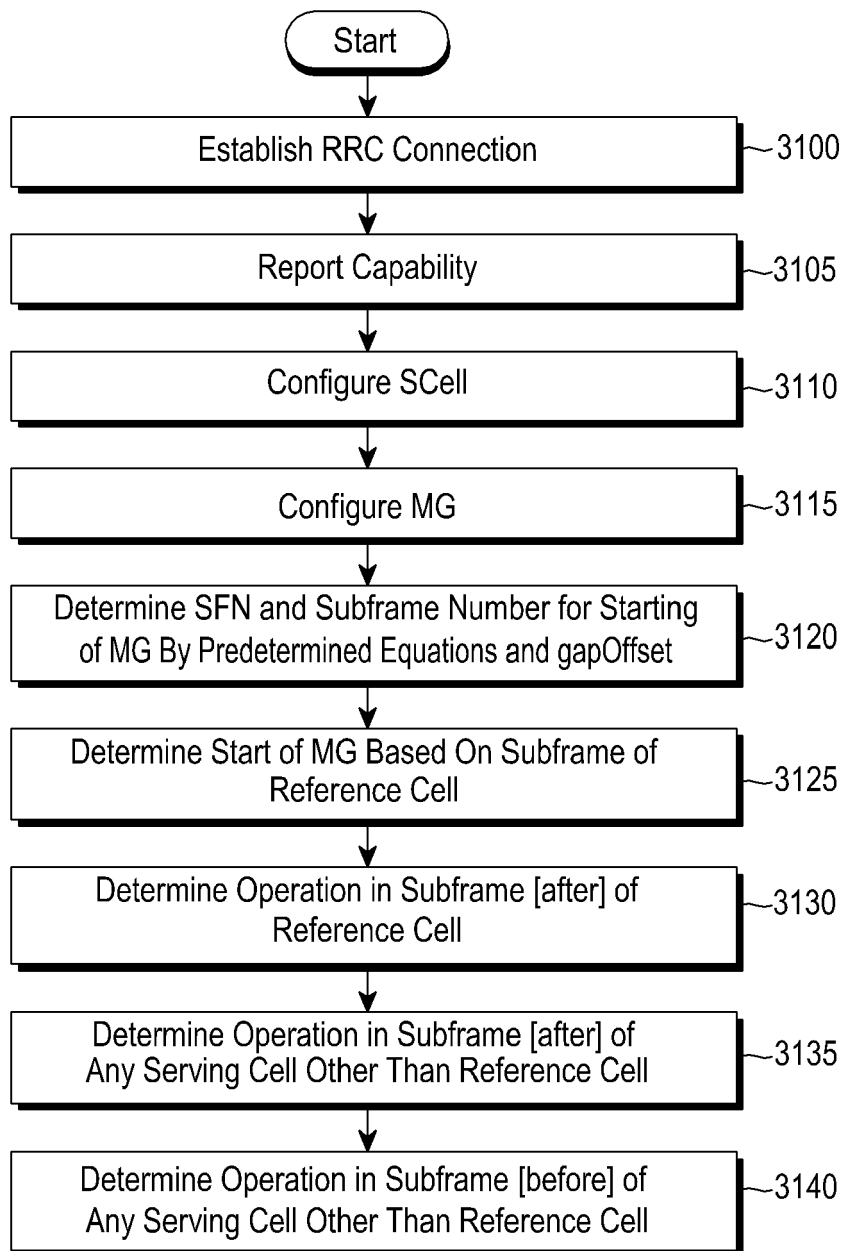 Start
Establish RRC Connection
3100
Report Capability
3105
Configure SCell
3110
Configure MG
3115
Determine SFN and Subframe Number for Starting
of MG By Predetermined Equations and gapOffset
3120
Determine Start of MG Based On Subframe of
Reference Cell
3125
Determine Operation in Subframe [after] of
Reference Cell
3130
Determine Operation in Subframe [after] of
Any Serving Cell Other Than Reference Cell
3135
Determine Operation in Subframe [before] of
Any Serving Cell Other Than Reference Cell
3140